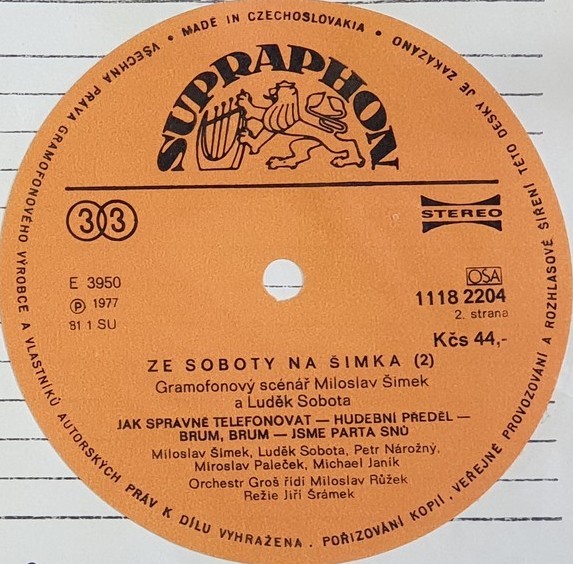 VŠECHNA PRÁVA GRAMOFONOVÉHO VÝROBCE A VLASTNÍKŮ AUTORSKÝCH PRÁV K DÍLU VYHRAŽENA . POŘIZOVÁNÍ KOPIÍ , VEŘEJNÉ PROVOZOVÁNÍ A ROZHLASOVÉ ŠÍŘENÍ TÉTO DESKY JE ZAKÁZÁNO • MADE IN CZECHOSLOVAKIA •
SUPRAPHON
33
STEREO
E 3950
Ⓟ 1977
81 1 SU
OSA
1118 2204
2. strana
Kčs 44,-
ZE SOBOTY NA ŠIMKA (2)
Gramofonový scénář Miloslav Šimek
a Luděk Sobota
JAK SPRÁVNĚ TELEFONOVAT — HUDEBNÍ PŘEDĚL —
BRUM, BRUM — JSME PARTA SNŮ
Miloslav Šimek, Luděk Sobota, Petr Nárožný,
Miroslav Paleček, Michael Janík
Orchestr Groš řídí Miloslav Růžek
Režie Jiří Šrámek